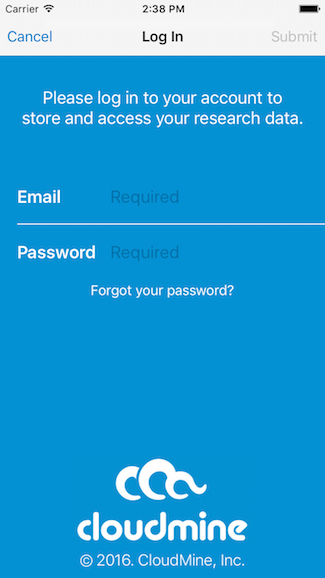 Carrier 2:38 PM
Cancel Log In Submit
Please log in to your account to
store and access your research data.
Email Required
Password Required
Forgot your password?
cloudmine
© 2016. CloudMine, Inc.